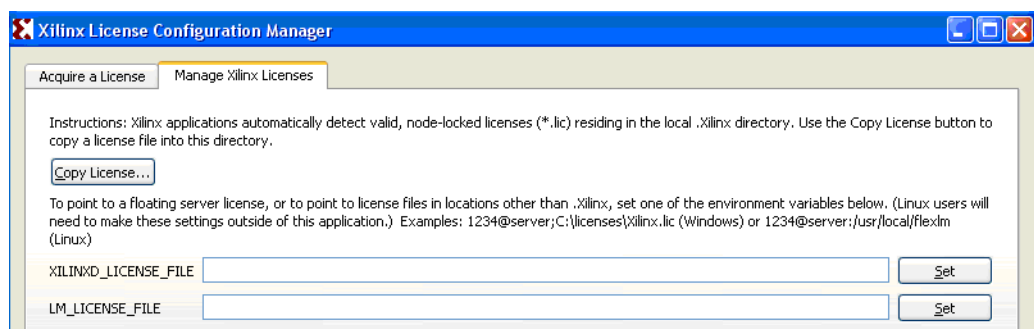 Xilinx License Configuration Manager
Acquire a License Manage Xilinx Licenses
Instructions: Xilinx applications automatically detect valid, node-locked licenses (*.lic) residing in the local .Xilinx directory. Use the Copy License button to
copy a license file into this directory.
Copy License...
To point to a floating server license, or to point to license files in locations other than .Xilinx, set one of the environment variables below. (Linux users will
need to make these settings outside of this application.) Examples: 1234@server;C:\licenses\Xilinx.lic (Windows) or 1234@server:/usr/local/flexlm
(Linux)
XILINXD_LICENSE_FILE Set
LM_LICENSE_FILE Set